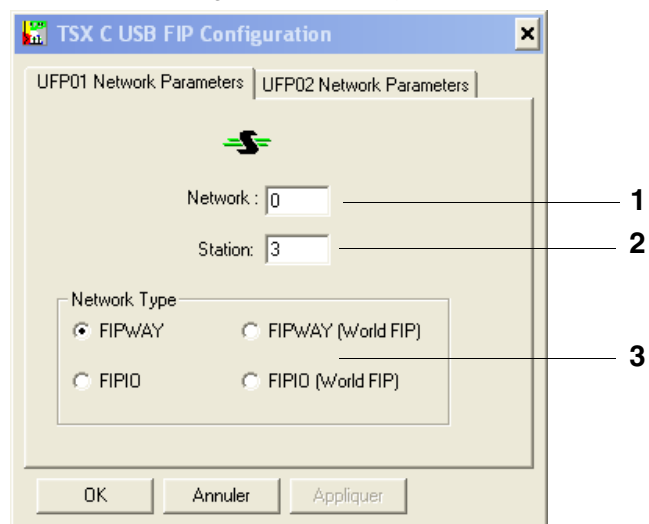 TSX C USB FIP Configuration
UFP01 Network Parameters UFP02 Network Parameters
Network : 0 1
Station: 3 2
Network Type
FIPWAY FIPWAY (World FIP)
3
FIPIO FIPIO (World FIP)
OK Annuler Appliquer